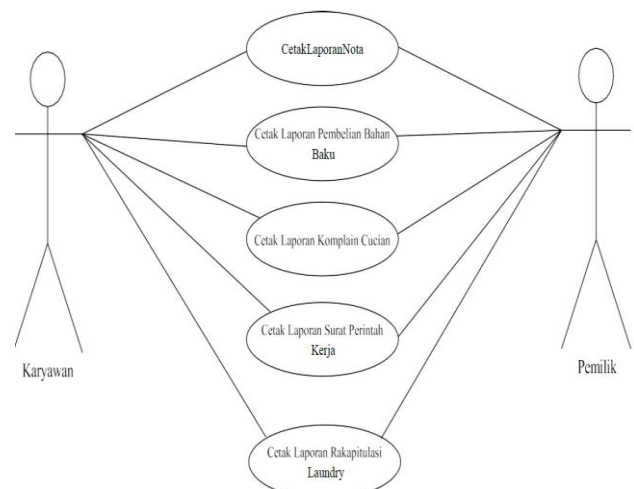 CetakLaporanNota
Cetak Laporan Pembelian Bahan
Baku
Cetak Laporan Komplain Cucian
Cetak Laporan Surat Perintah
Kerja
Karyawan
Pemilik
Cetak Laporan Rakapitulasi
Laundry